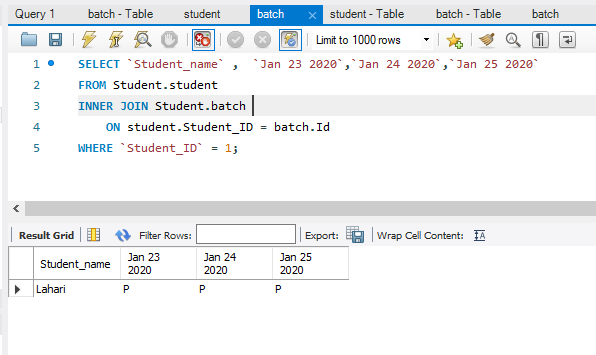 Query 1 batch - Table student batch student - Table batch - Table batch
Limit to 1000 rows
1 SELECT `Student_name` , `Jan 23 2020`,`Jan 24 2020`,`Jan 25 2020`
2 FROM Student.student
3 INNER JOIN Student.batch
4 ON student.Student_ID = batch.Id
5 WHERE `Student_ID` = 1;
Result Grid Filter Rows: Export: Wrap Cell Content:
Student_name Jan 23 2020 Jan 24 2020 Jan 25 2020
Lahari P P P